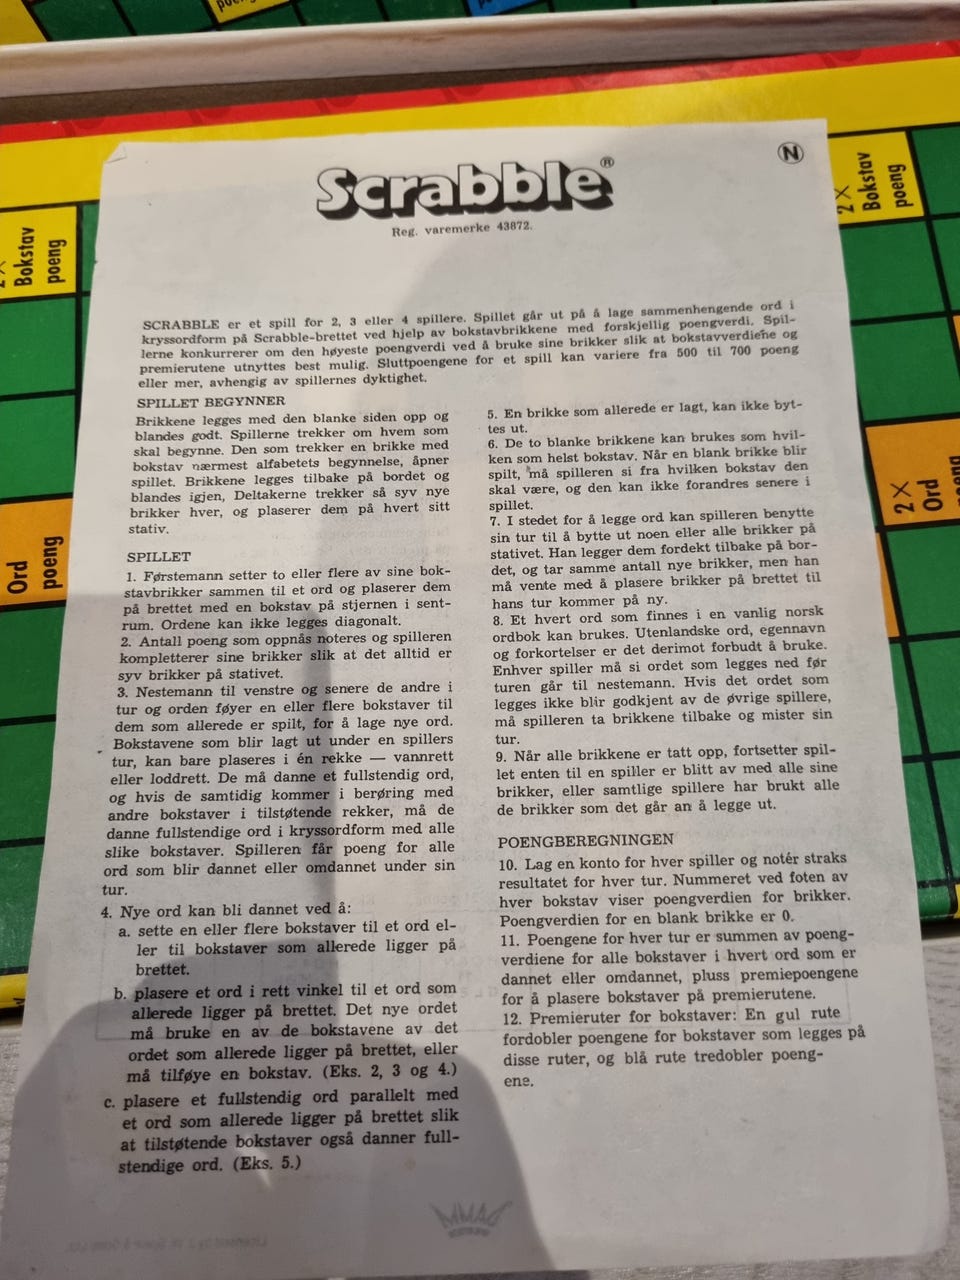 poeng
2 X
Bokstav
poeng
2 X
Bokstav
poeng
Ord
poeng
2 X
Ord
poeng
N
Scrabble®
Reg. varemerke 43872.
SCRABBLE er et spill for 2, 3 eller 4 spillere. Spillet går ut på å lage sammenhengende ord i
kryssordform på Scrabble-brettet ved hjelp av bokstavbrikkene med forskjellig poengverdi. Spil-
lerne konkurrerer om den høyeste poengverdi ved å bruke sine brikker slik at bokstavverdiene og
premierutene utnyttes best mulig. Sluttpoengene for et spill kan variere fra 500 til 700 poeng
eller mer, avhengig av spillernes dyktighet.
SPILLET BEGYNNER
Brikkene legges med den blanke siden opp og
blandes godt. Spillerne trekker om hvem som
skal begynne. Den som trekker en brikke med
bokstav nærmest alfabetets begynnelse, åpner
spillet. Brikkene legges tilbake på bordet og
blandes igjen, Deltakerne trekker så syv nye
brikker hver, og plaserer dem på hvert sitt
stativ.
SPILLET
1. Førstemann setter to eller flere av sine bok-
stavbrikker sammen til et ord og plaserer dem
på brettet med en bokstav på stjernen i sent-
rum. Ordene kan ikke legges diagonalt.
2. Antall poeng som oppnås noteres og spilleren
kompletterer sine brikker slik at det alltid er
syv brikker på stativet.
3. Nestemann til venstre og senere de andre i
tur og orden føyer en eller flere bokstaver til
dem som allerede er spilt, for å lage nye ord.
Bokstavene som blir lagt ut under en spillers
tur, kan bare plaseres i én rekke — vannrett
eller loddrett. De må danne et fullstendig ord,
og hvis de samtidig kommer i berøring med
andre bokstaver i tilstøtende rekker, må de
danne fullstendige ord i kryssordform med alle
slike bokstaver. Spilleren får poeng for alle
ord som blir dannet eller omdannet under sin
tur.
4. Nye ord kan bli dannet ved å:
a. sette en eller flere bokstaver til et ord el-
ler til bokstaver som allerede ligger på
brettet.
b. plasere et ord i rett vinkel til et ord som
allerede ligger på brettet. Det nye ordet
må bruke en av de bokstavene av det
ordet som allerede ligger på brettet, eller
må tilføye en bokstav. (Eks. 2, 3 og 4.)
c. plasere et fullstendig ord parallelt med
et ord som allerede ligger på brettet slik
at tilstøtende bokstaver også danner full-
stendige ord. (Eks. 5.)
5. En brikke som allerede er lagt, kan ikke byt-
tes ut.
6. De to blanke brikkene kan brukes som hvil-
ken som helst bokstav. Når en blank brikke blir
spilt, må spilleren si fra hvilken bokstav den
skal være, og den kan ikke forandres senere i
spillet.
7. I stedet for å legge ord kan spilleren benytte
sin tur til å bytte ut noen eller alle brikker på
stativet. Han legger dem fordekt tilbake på bor-
det, og tar samme antall nye brikker, men han
må vente med å plasere brikker på brettet til
hans tur kommer på ny.
8. Et hvert ord som finnes i en vanlig norsk
ordbok kan brukes. Utenlandske ord, egennavn
og forkortelser er det derimot forbudt å bruke.
Enhver spiller må si ordet som legges ned før
turen går til nestemann. Hvis det ordet som
legges ikke blir godkjent av de øvrige spillere,
må spilleren ta brikkene tilbake og mister sin
tur.
9. Når alle brikkene er tatt opp, fortsetter spil-
let enten til en spiller er blitt av med alle sine
brikker, eller samtlige spillere har brukt alle
de brikker som det går an å legge ut.
POENGBEREGNINGEN
10. Lag en konto for hver spiller og notér straks
resultatet for hver tur. Nummeret ved foten av
hver bokstav viser poengverdien for brikker.
Poengverdien for en blank brikke er 0.
11. Poengene for hver tur er summen av poeng-
verdiene for alle bokstaver i hvert ord som er
dannet eller omdannet, pluss premiepoengene
for å plasere bokstaver på premierutene.
12. Premieruter for bokstaver: En gul rute
fordobler poengene for bokstaver som legges på
disse ruter, og blå rute tredobler poeng-
ene.